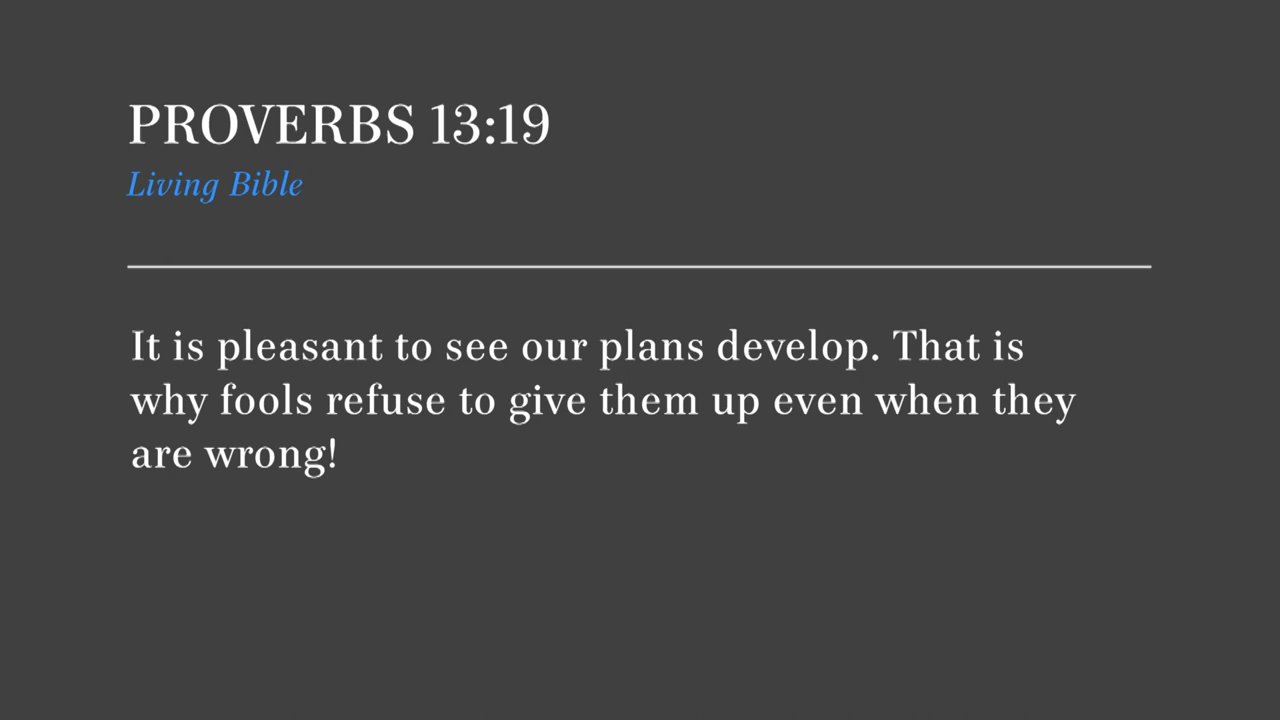 PROVERBS 13:19
Living Bible
It is pleasant to see our plans develop. That is
why fools refuse to give them up even when they
are wrong!